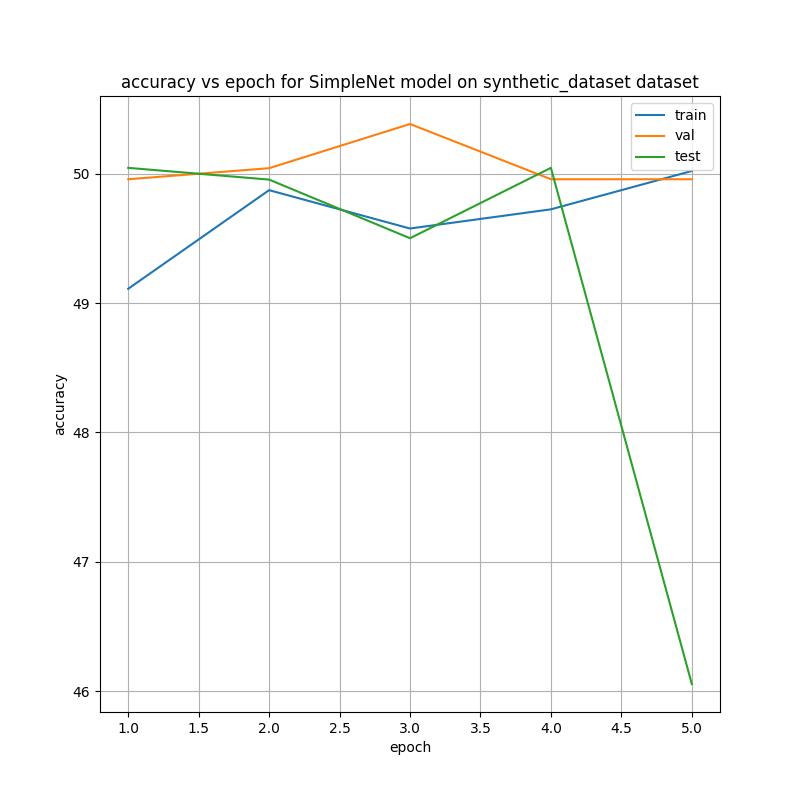 accuracy vs epoch for SimpleNet model on synthetic_dataset dataset
train
val
test
50
49
48
47
46
accuracy
1.0 1.5 2.0 2.5 3.0 3.5 4.0 4.5 5.0
epoch